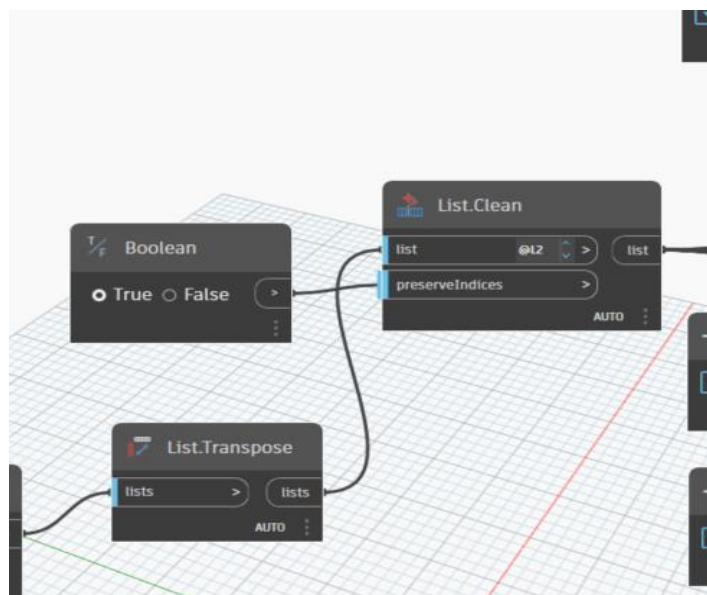 List.Clean
list @L2 > list
preserveIndices >
AUTO
T/F Boolean
True False >
List.Transpose
lists > lists
AUTO